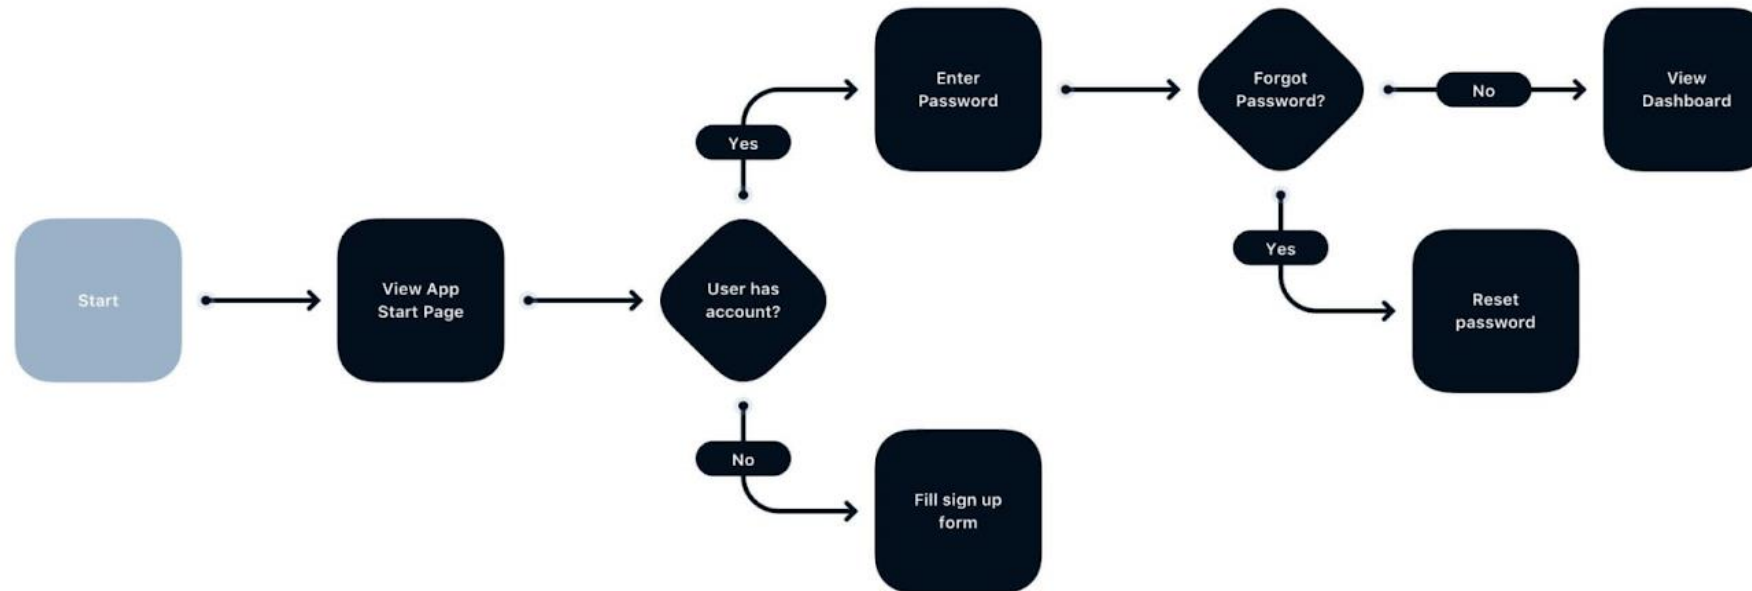 Enter
Password
Forgot
Password?
No
View
Dashboard
Yes
Start
View App
Start Page
User has
account?
Yes
Reset
password
No
Fill sign up
form